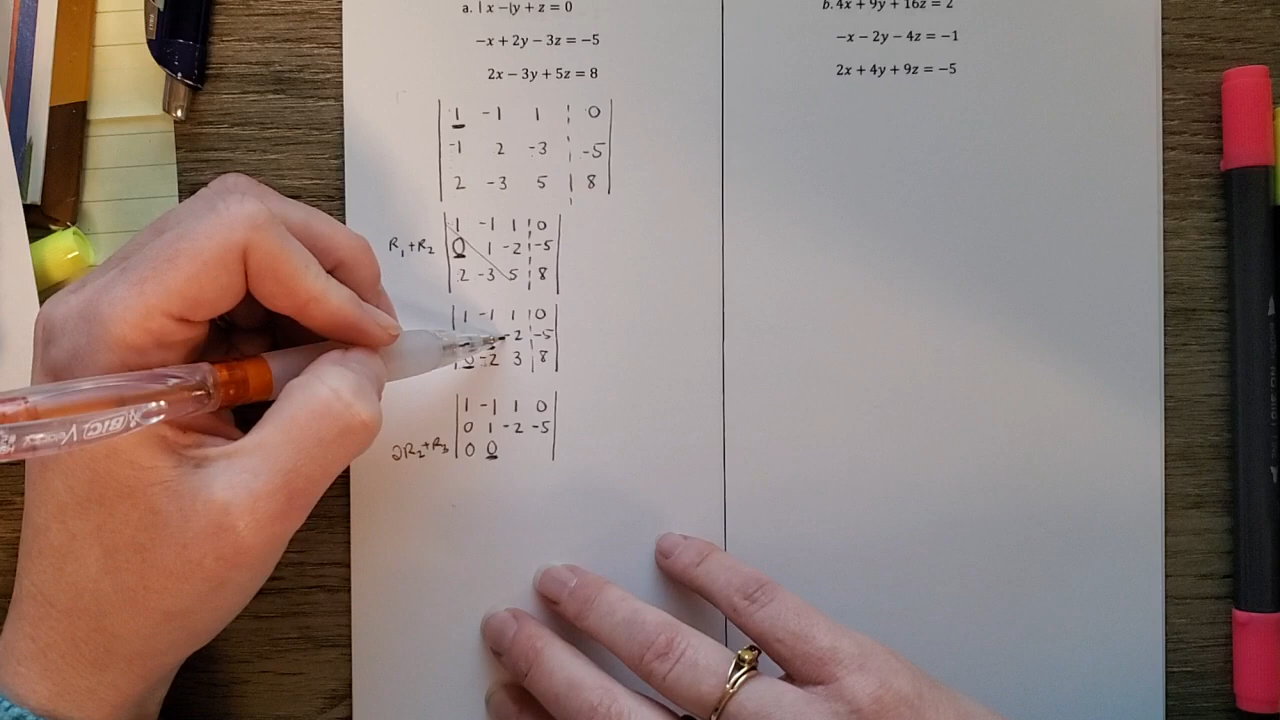 a. 1x − 1y + z = 0
−x + 2y − 3z = −5
2x − 3y + 5z = 8
1 -1 1 0
-1 2 -3 -5
2 -3 5 8
1 -1 1 0
R₁+R₂ 0 1 -2 -5
2 -3 5 8
1 -1 1 0
-2 -5
0 -2 3 8
1 -1 1 0
0 1 -2 -5
2R₂+R₃ 0 0
b. 4x + 9y + 16z = 2
−x − 2y − 4z = −1
2x + 4y + 9z = −5
BIC